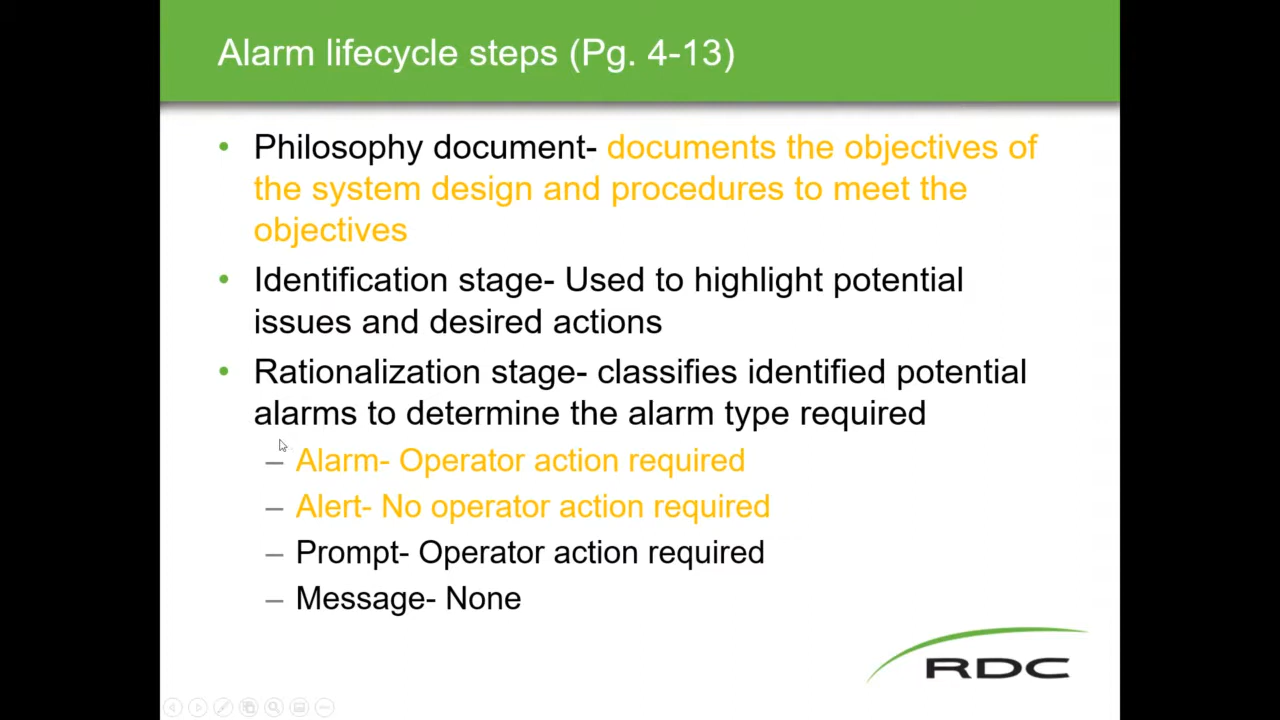 Alarm lifecycle steps (Pg. 4-13)
• Philosophy document- documents the objectives of
the system design and procedures to meet the
objectives
• Identification stage- Used to highlight potential
issues and desired actions
• Rationalization stage- classifies identified potential
alarms to determine the alarm type required
– Alarm- Operator action required
– Alert- No operator action required
– Prompt- Operator action required
– Message- None
RDC